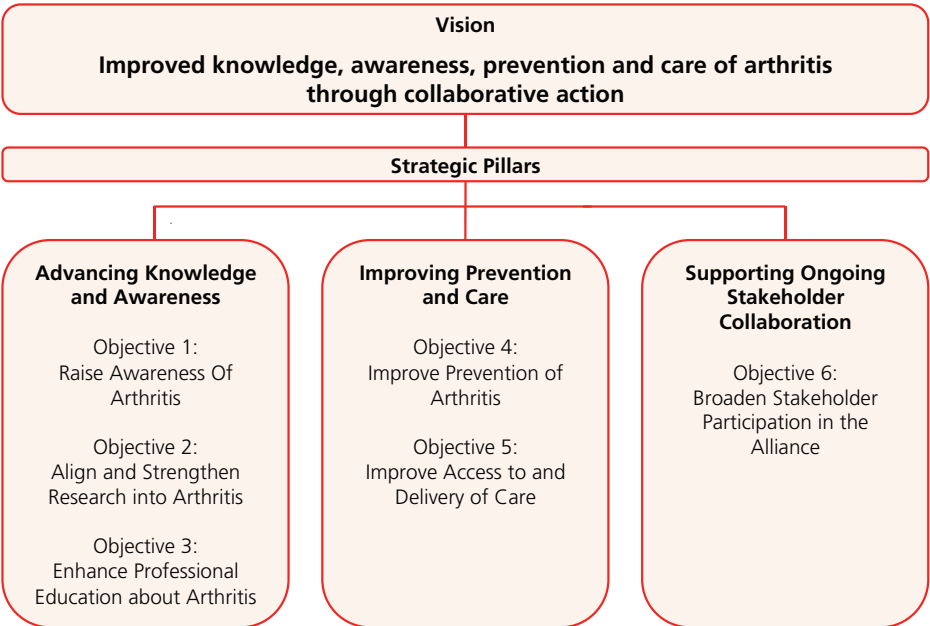 Vision
Improved knowledge, awareness, prevention and care of arthritis
through collaborative action
Strategic Pillars
Advancing Knowledge
and Awareness
Objective 1:
Raise Awareness Of
Arthritis
Objective 2:
Align and Strengthen
Research into Arthritis
Objective 3:
Enhance Professional
Education about Arthritis
Improving Prevention
and Care
Objective 4:
Improve Prevention of
Arthritis
Objective 5:
Improve Access to and
Delivery of Care
Supporting Ongoing
Stakeholder
Collaboration
Objective 6:
Broaden Stakeholder
Participation in the
Alliance